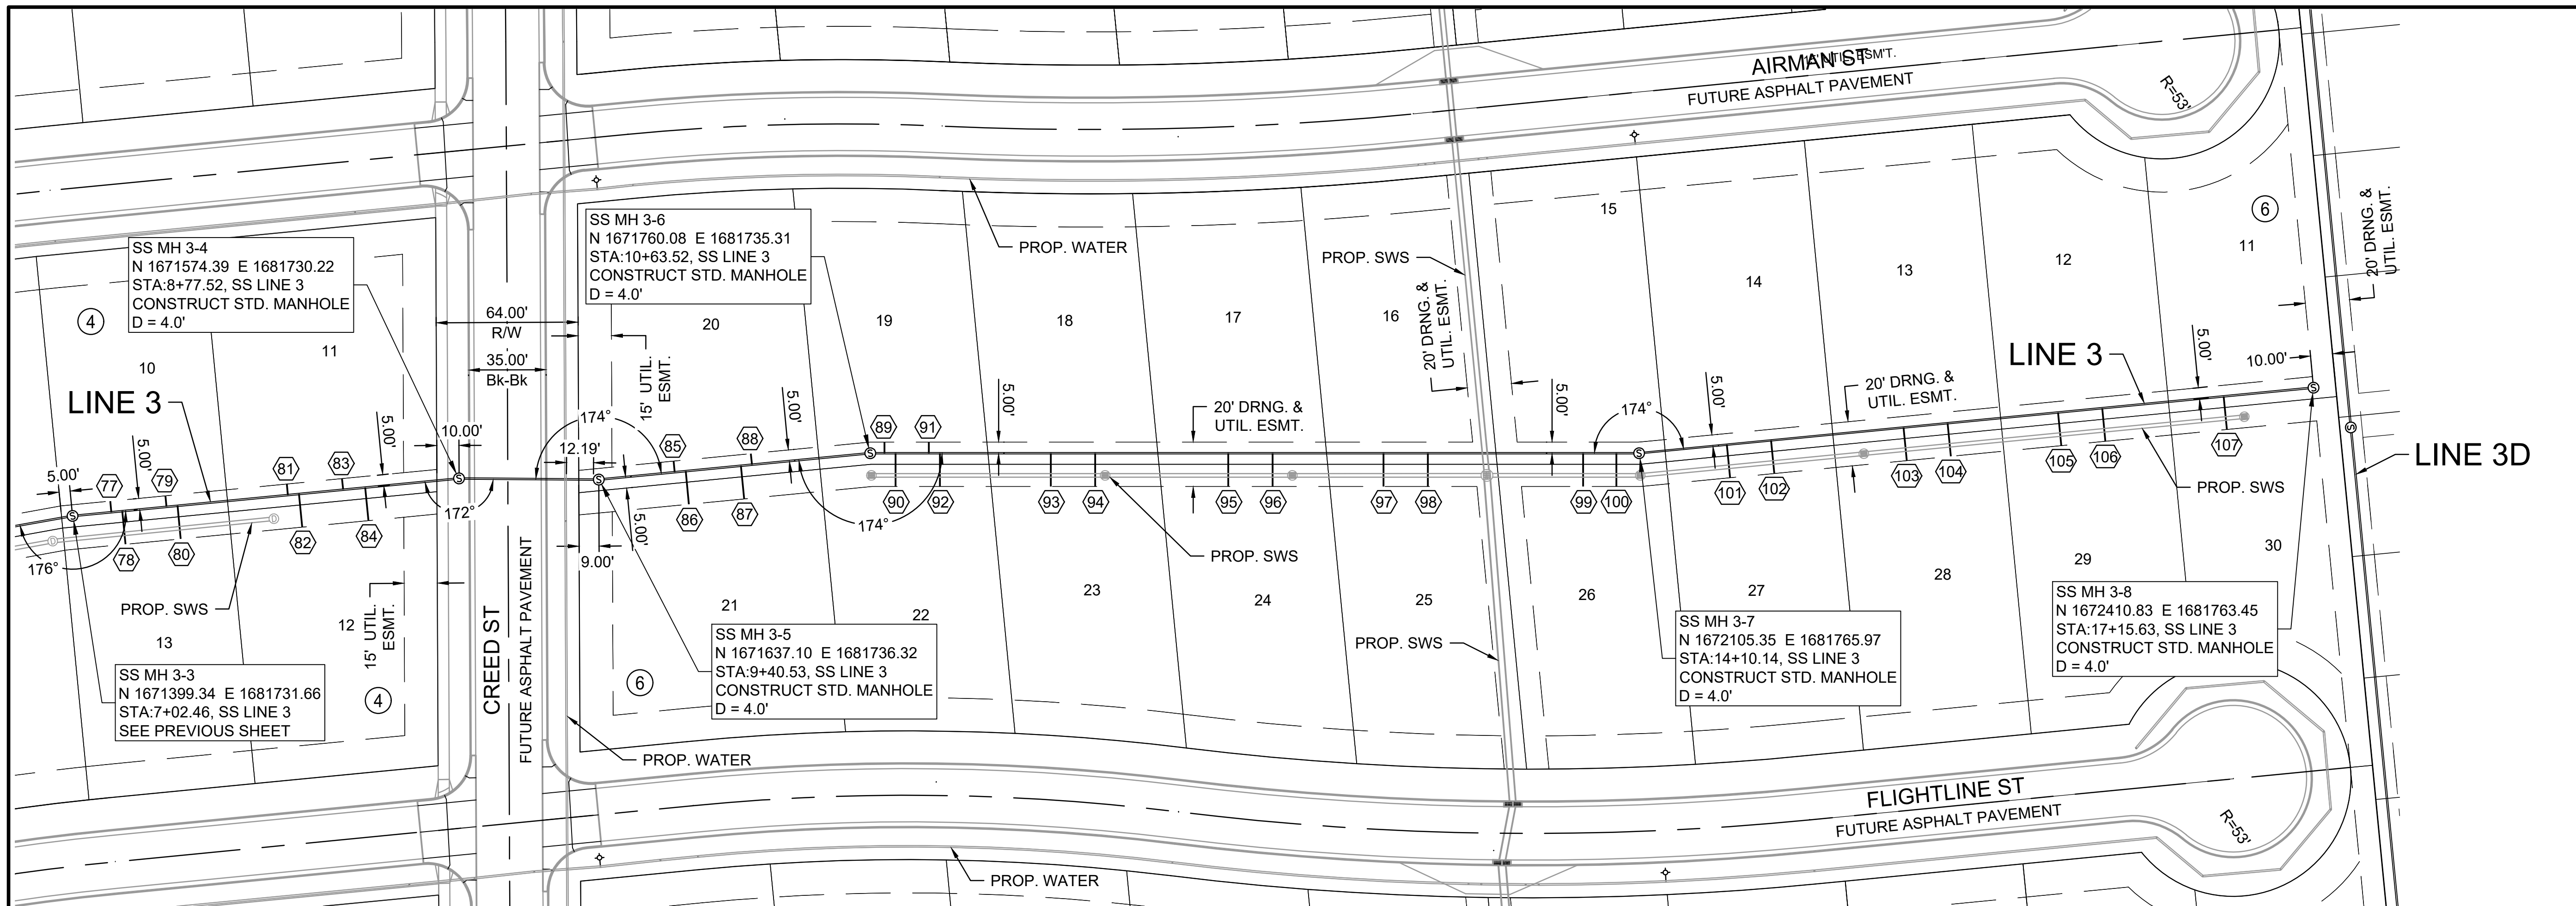 AIRMAN ST
15' UTIL. ESM'T.
FUTURE ASPHALT PAVEMENT
R=53'
SS MH 3-4
N 1671574.39 E 1681730.22
STA:8+77.52, SS LINE 3
CONSTRUCT STD. MANHOLE
D = 4.0'
SS MH 3-6
N 1671760.08 E 1681735.31
STA:10+63.52, SS LINE 3
CONSTRUCT STD. MANHOLE
D = 4.0'
PROP. WATER
PROP. SWS
20' DRNG. &
UTIL. ESMT.
15
14
13
12
11
6
20' DRNG. &
UTIL. ESMT.
4
10
11
64.00'
R/W
35.00'
Bk-Bk
15' UTIL.
ESMT.
20
19
18
17
16
LINE 3
5.00'
5.00'
5.00'
10.00'
174°
12.19'
5.00'
5.00'
20' DRNG. &
UTIL. ESMT.
5.00'
174°
5.00'
20' DRNG. &
UTIL. ESMT.
LINE 3
5.00'
10.00'
77
79
81
83
85
88
89
91
78
80
82
84
86
87
90
92
93
94
95
96
97
98
99
100
101
102
103
104
105
106
107
176°
172°
174°
5.00'
9.00'
LINE 3D
PROP. SWS
PROP. SWS
PROP. SWS
13
12
15' UTIL.
ESMT.
4
CREED ST
FUTURE ASPHALT PAVEMENT
6
21
22
23
24
25
26
27
28
29
30
PROP. SWS
SS MH 3-3
N 1671399.34 E 1681731.66
STA:7+02.46, SS LINE 3
SEE PREVIOUS SHEET
SS MH 3-5
N 1671637.10 E 1681736.32
STA:9+40.53, SS LINE 3
CONSTRUCT STD. MANHOLE
D = 4.0'
SS MH 3-7
N 1672105.35 E 1681765.97
STA:14+10.14, SS LINE 3
CONSTRUCT STD. MANHOLE
D = 4.0'
SS MH 3-8
N 1672410.83 E 1681763.45
STA:17+15.63, SS LINE 3
CONSTRUCT STD. MANHOLE
D = 4.0'
PROP. WATER
FLIGHTLINE ST
FUTURE ASPHALT PAVEMENT
R=53'
PROP. WATER